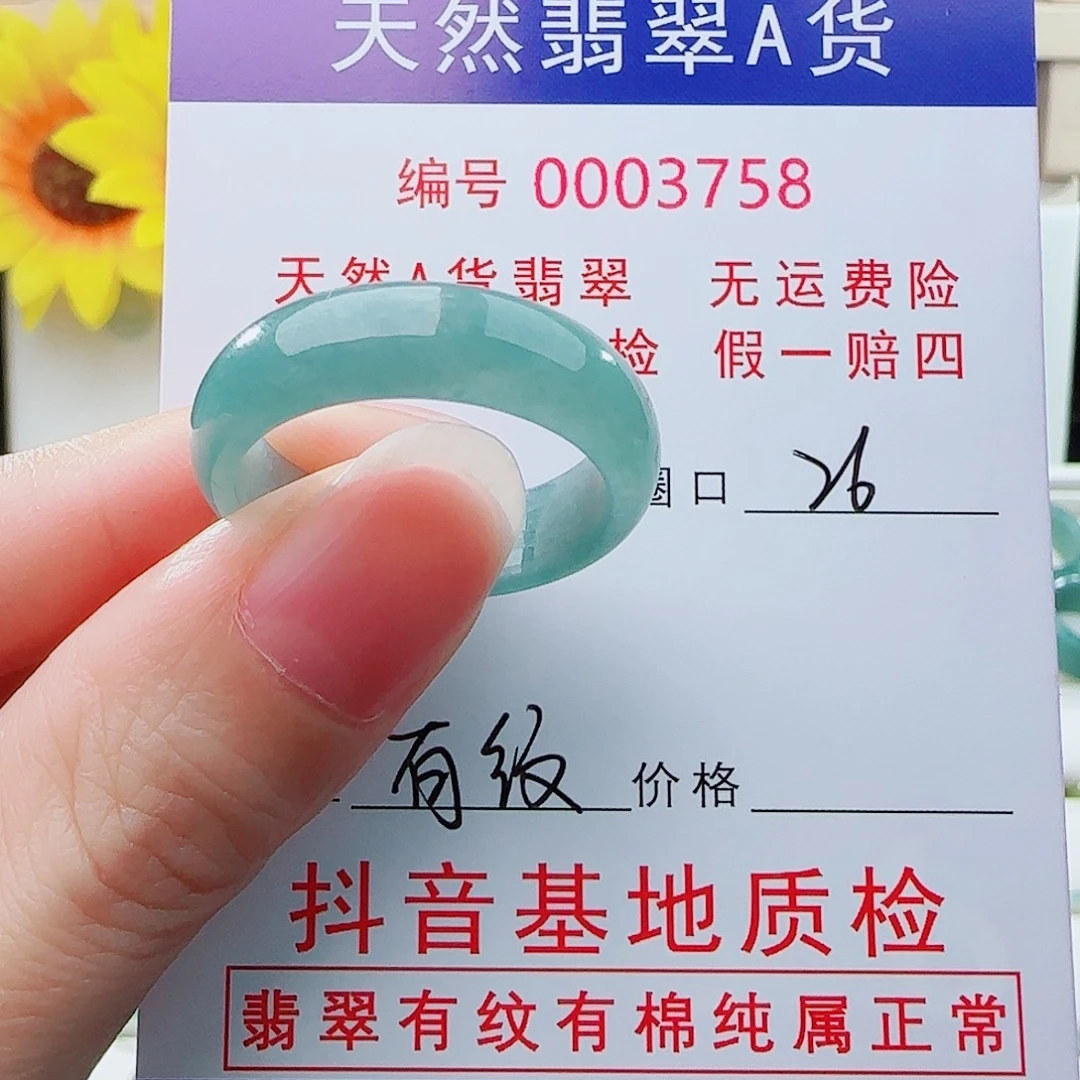 天然翡翠A货
编号 0003758
天然A货翡翠 无运费险
检 假一赔四
圈口 26
有纹 价格
抖音基地质检
翡翠有纹有棉纯属正常